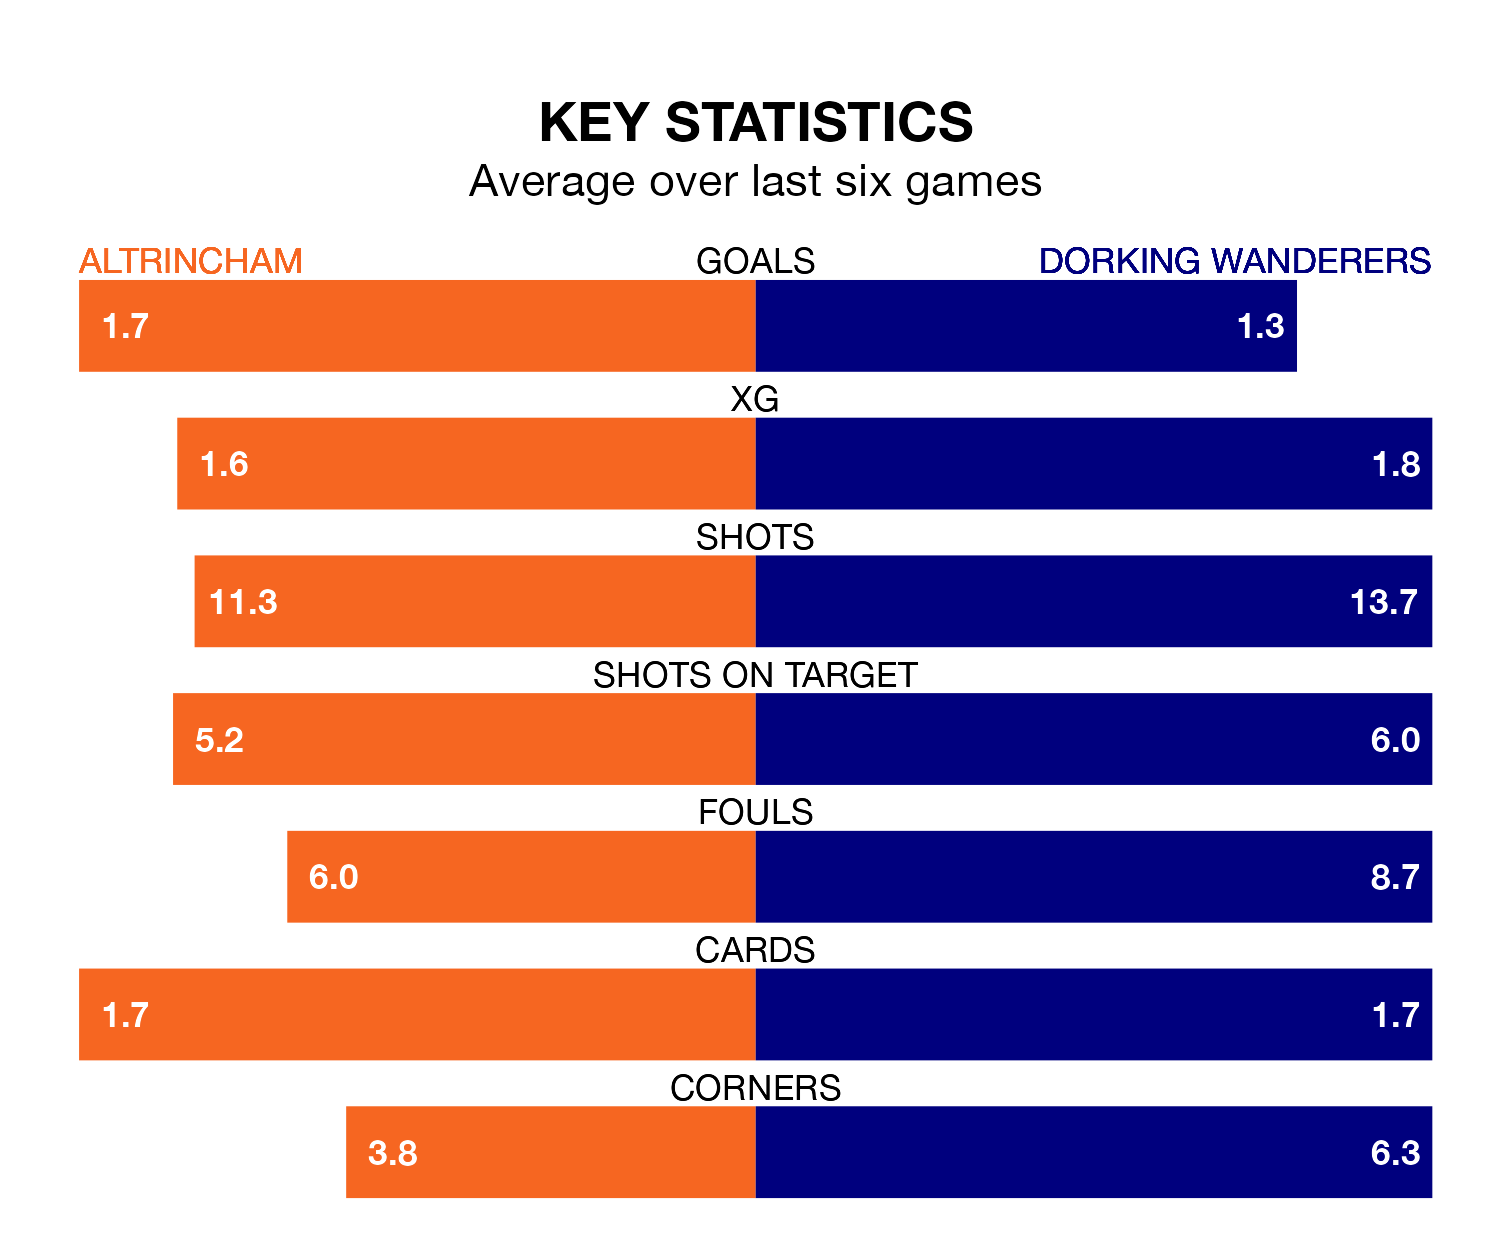 KEY STATISTICS
Average over last six games
ALTRINCHAM GOALS DORKING WANDERERS
1.7 1.3
XG
1.6 1.8
SHOTS
11.3 13.7
SHOTS ON TARGET
5.2 6.0
FOULS
6.0 8.7
CARDS
1.7 1.7
CORNERS
3.8 6.3